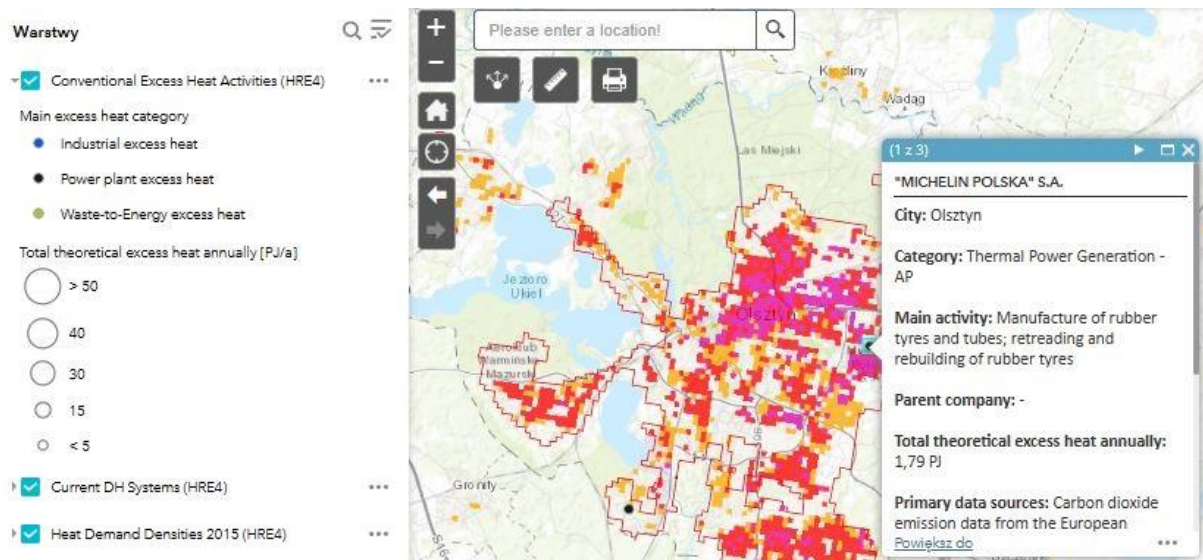 Warstwy
Conventional Excess Heat Activities (HRE4)
Main excess heat category
Industrial excess heat
Power plant excess heat
Waste-to-Energy excess heat
Total theoretical excess heat annually [PJ/a]
> 50
40
30
15
< 5
Current DH Systems (HRE4)
Heat Demand Densities 2015 (HRE4)
Please enter a location!
Wadąg
Wadąg
Las Miejski
Jezioro
Ukiel
Olsztyn
Aeroklub
Warmińsko
Mazurski
Gronity
S16
(1 z 3)
"MICHELIN POLSKA" S.A.
City: Olsztyn
Category: Thermal Power Generation -
AP
Main activity: Manufacture of rubber
tyres and tubes; retreading and
rebuilding of rubber tyres
Parent company: -
Total theoretical excess heat annually:
1,79 PJ
Primary data sources: Carbon dioxide
emission data from the European
Powiększ do